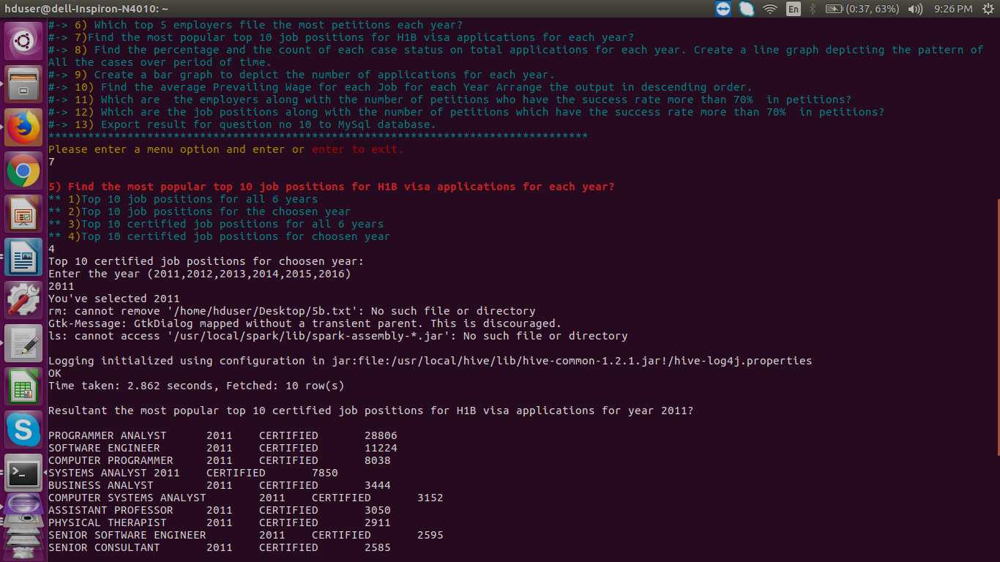 hduser@dell-Inspiron-N4010: ~
En
(0:37, 63%)
9:26 PM
#-> 6) Which top 5 employers file the most petitions each year?
#-> 7)Find the most popular top 10 job positions for H1B visa applications for each year?
#-> 8) Find the percentage and the count of each case status on total applications for each year. Create a line graph depicting the pattern of
All the cases over period of time.
#-> 9) Create a bar graph to depict the number of applications for each year.
#-> 10) Find the average Prevailing Wage for each Job for each Year Arrange the output in descending order.
#-> 11) Which are  the employers along with the number of petitions who have the success rate more than 70%  in petitions?
#-> 12) Which are the job positions along with the number of petitions which have the success rate more than 70%  in petitions?
#-> 13) Export result for question no 10 to MySql database.
**********************************************************************************
Please enter a menu option and enter or enter to exit.
7
5) Find the most popular top 10 job positions for H1B visa applications for each year?
** 1)Top 10 job positions for all 6 years
** 2)Top 10 job positions for the choosen year
** 3)Top 10 certified job positions for all 6 years
** 4)Top 10 certified job positions for choosen year
4
Top 10 certified job positions for choosen year:
Enter the year (2011,2012,2013,2014,2015,2016)
2011
You've selected 2011
rm: cannot remove '/home/hduser/Desktop/5b.txt': No such file or directory
Gtk-Message: GtkDialog mapped without a transient parent. This is discouraged.
ls: cannot access '/usr/local/spark/lib/spark-assembly-*.jar': No such file or directory
Logging initialized using configuration in jar:file:/usr/local/hive/lib/hive-common-1.2.1.jar!/hive-log4j.properties
OK
Time taken: 2.862 seconds, Fetched: 10 row(s)
Resultant the most popular top 10 certified job positions for H1B visa applications for year 2011?
PROGRAMMER ANALYST      2011    CERTIFIED       28806
SOFTWARE ENGINEER       2011    CERTIFIED       11224
COMPUTER PROGRAMMER     2011    CERTIFIED       8038
SYSTEMS ANALYST 2011    CERTIFIED       7850
BUSINESS ANALYST        2011    CERTIFIED       3444
COMPUTER SYSTEMS ANALYST        2011    CERTIFIED       3152
ASSISTANT PROFESSOR     2011    CERTIFIED       3050
PHYSICAL THERAPIST      2011    CERTIFIED       2911
SENIOR SOFTWARE ENGINEER        2011    CERTIFIED       2595
SENIOR CONSULTANT       2011    CERTIFIED       2585